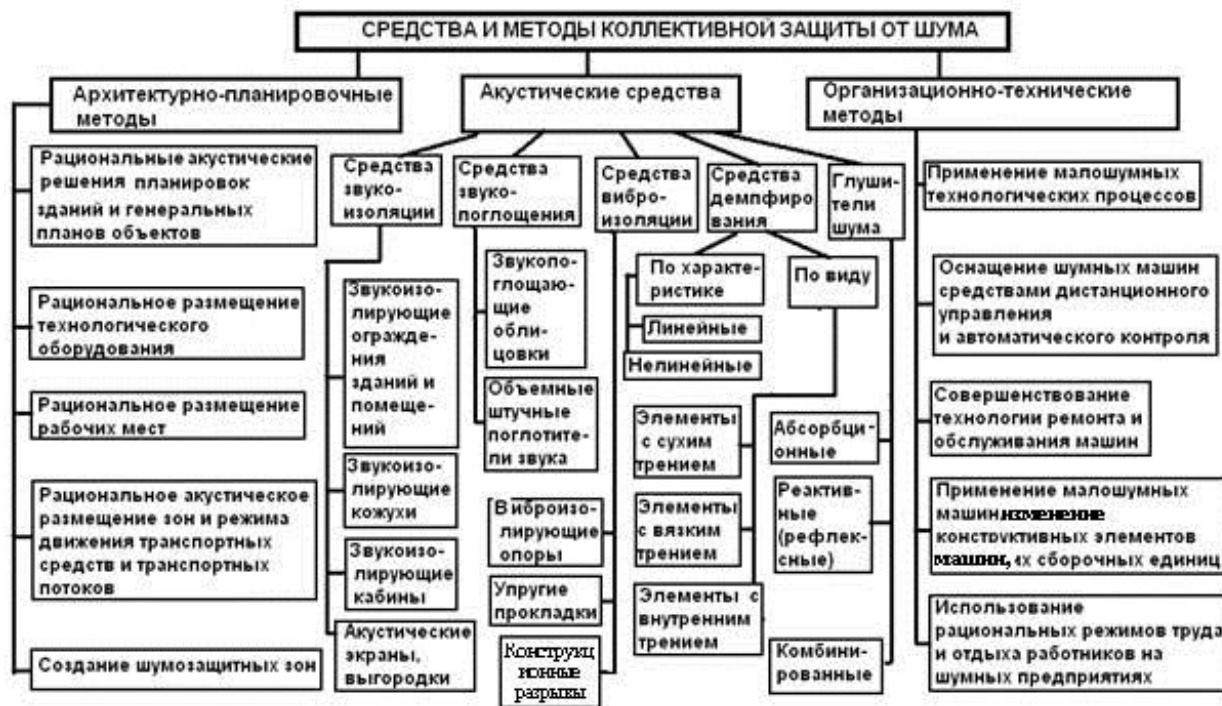 СРЕДСТВА И МЕТОДЫ КОЛЛЕКТИВНОЙ ЗАЩИТЫ ОТ ШУМА
Архитектурно-планировочные
методы
Рациональные акустические
решения планировок
зданий и генеральных
планов объектов
Рациональное размещение
технологического
оборудования
Рациональное размещение
рабочих мест
Рациональное акустическое
размещение зон и режима
движения транспортных
средств и транспортных
потоков
Создание шумозащитных зон
Акустические средства
Средства
звуко-
изоляции
Звукоизо-
лирующие
огражде-
ния
зданий и
помеще-
ний
Звукоизо-
лирующие
кожухи
Звукоизо-
лирующие
кабины
Акустические
экраны,
выгородки
Средства
звуко-
поглощения
Звукопо-
глощаю-
щие
обли-
цовки
Объемные
штучные
поглотите-
ли звука
Средства
вибро-
изоляции
Виброизо-
лирующие
опоры
Упругие
прокладки
Конструкц
ионные
разрывы
Средства
демпфиро-
вания
По характе-
ристике
Линейные
Нелинейные
По виду
Элементы
с сухим
трением
Элементы
с вязким
трением
Элементы с
внутренним
трением
Глуши-
тели
шума
Абсорбци-
онные
Реактив-
ные
(рефлек-
сные)
Комбини-
рованные
Организационно-технические
методы
Применение малошумных
технологических процессов
Оснащение шумных машин
средствами дистанционного
управления
и автоматического контроля
Совершенствование
технологии ремонта и
обслуживания машин
Применение малошумных
машин,изменение
конструктивных элементов
машин, их сборочных единиц
Использование
рациональных режимов труда
и отдыха работников на
шумных предприятиях